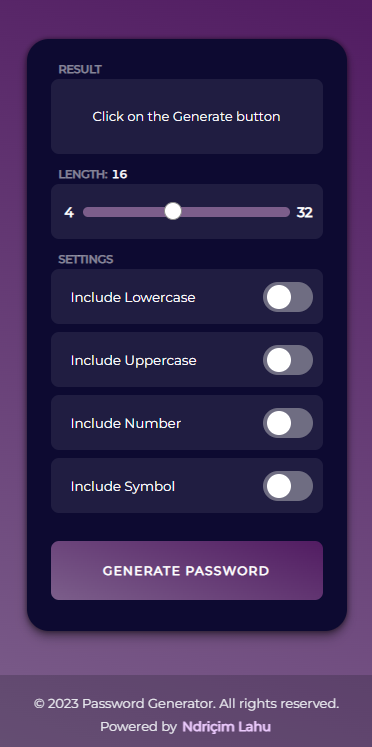 RESULT
Click on the Generate button
LENGTH: 16
4 32
SETTINGS
Include Lowercase
Include Uppercase
Include Number
Include Symbol
GENERATE PASSWORD
© 2023 Password Generator. All rights reserved.
Powered by Ndriçim Lahu